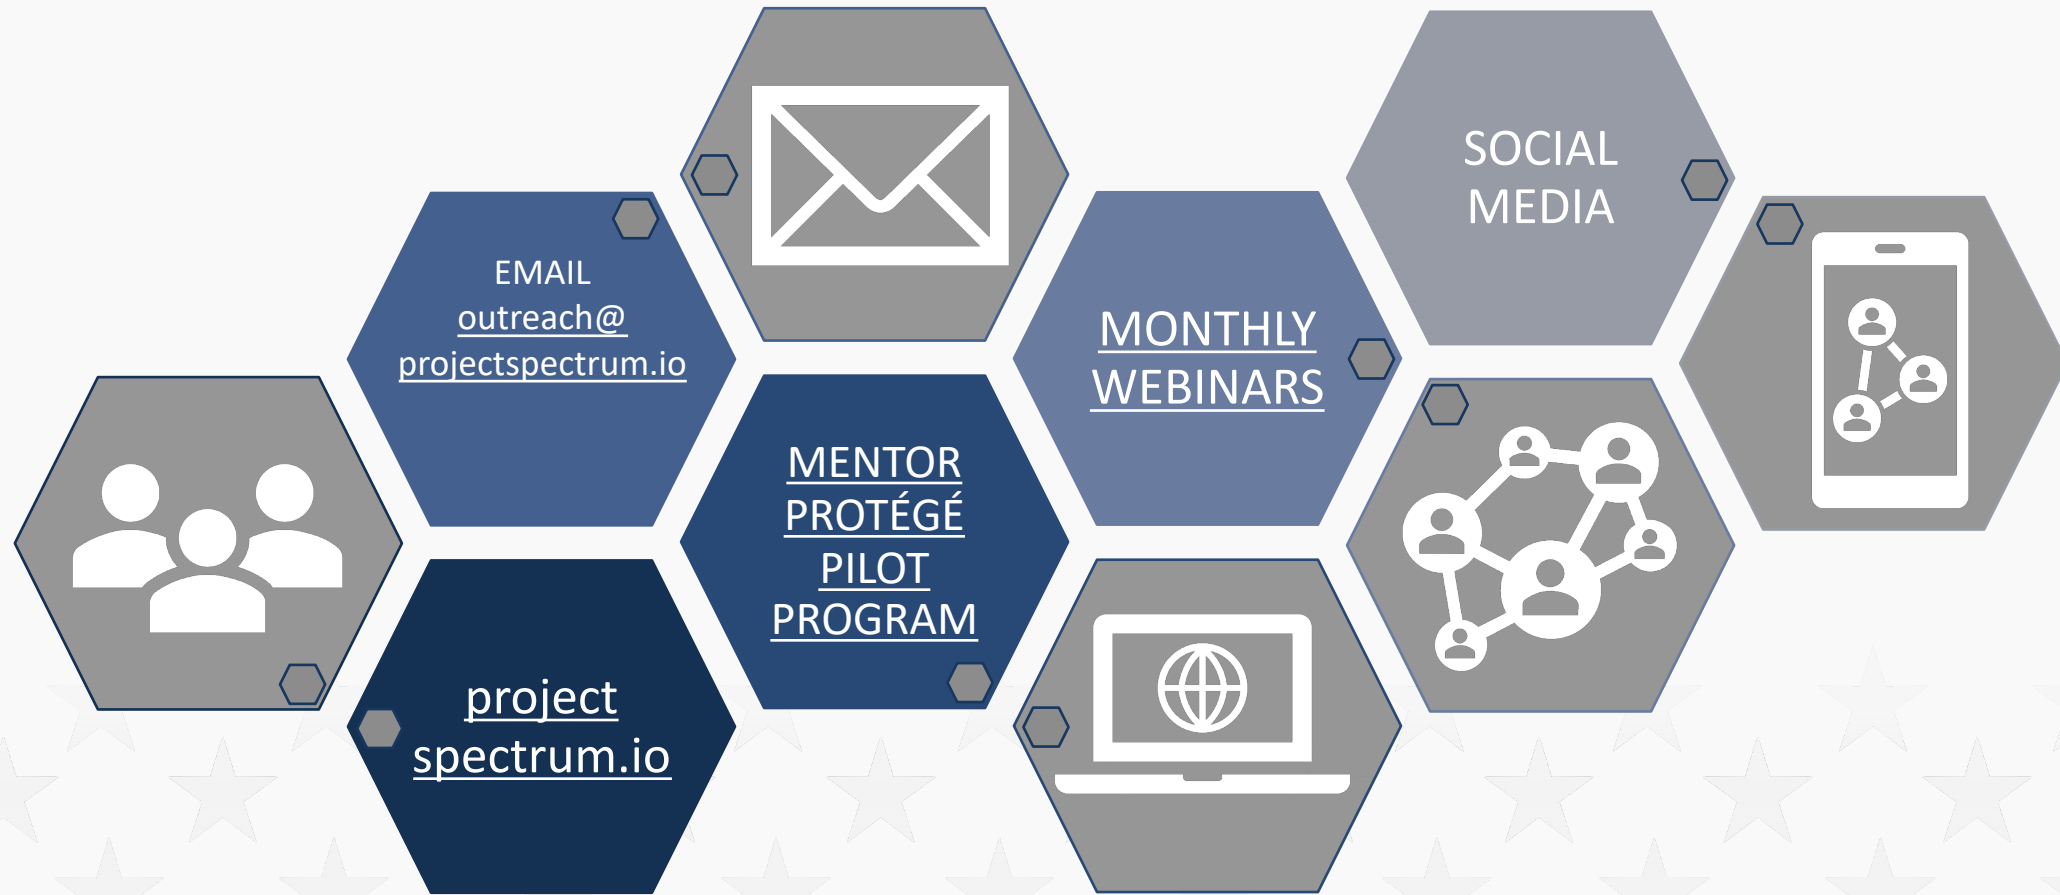 EMAIL
outreach@
projectspectrum.io
project
spectrum.io
MENTOR
PROTÉGÉ
PILOT
PROGRAM
MONTHLY
WEBINARS
SOCIAL
MEDIA